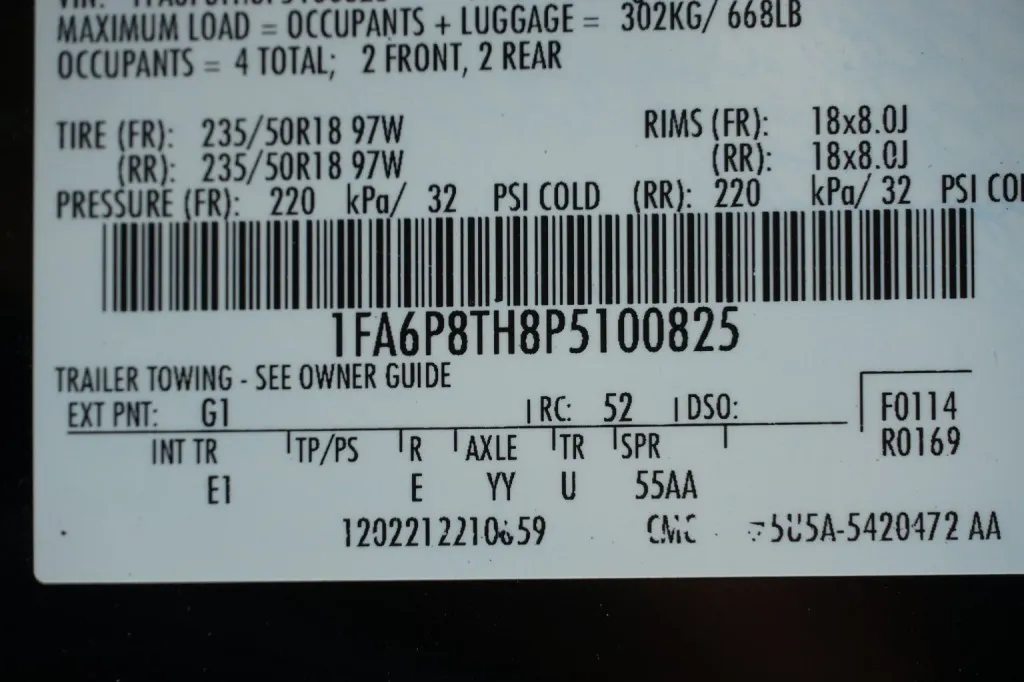 MAXIMUM LOAD = OCCUPANTS + LUGGAGE = 302KG/ 668LB
OCCUPANTS = 4 TOTAL; 2 FRONT, 2 REAR
TIRE (FR): 235/50R18 97W RIMS (FR): 18x8.0J
(RR): 235/50R18 97W (RR): 18x8.0J
PRESSURE (FR): 220 kPa/ 32 PSI COLD (RR): 220 kPa/ 32 PSI COL
1FA6P8TH8P5100825
TRAILER TOWING - SEE OWNER GUIDE
EXT PNT: G1 RC: 52 DSO: F0114
INT TR TP/PS R AXLE TR SPR R0169
E1 E YY U 55AA
5U5A-5420472 AA